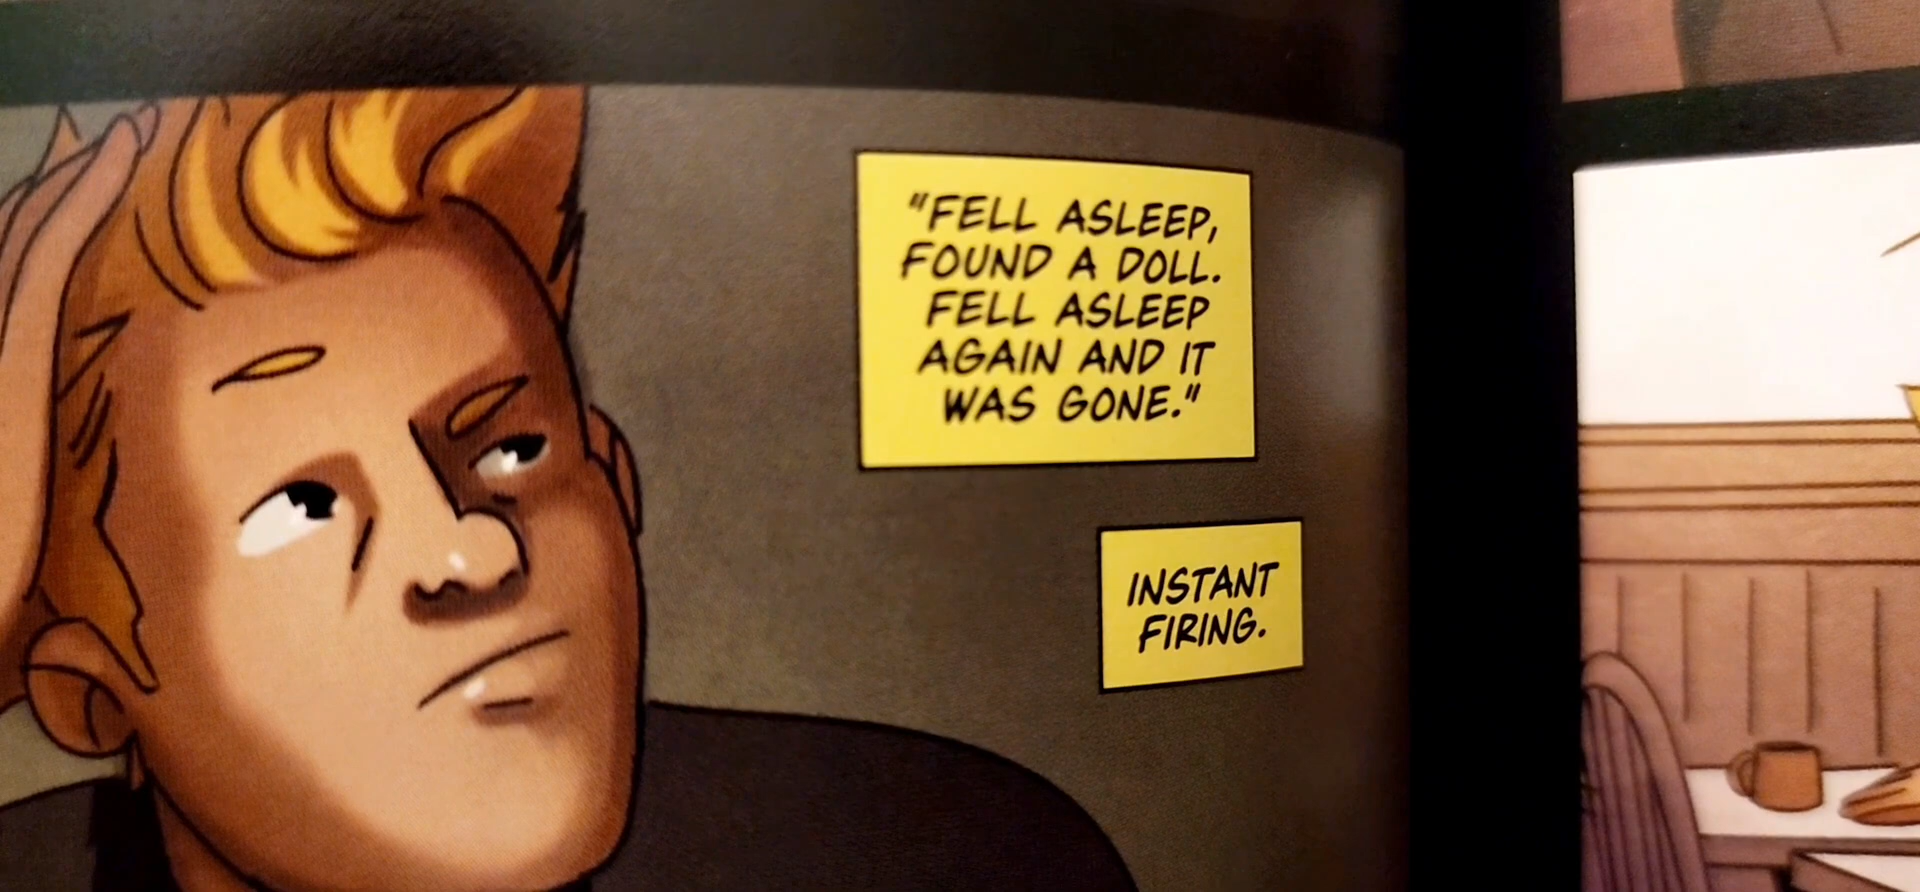 "FELL ASLEEP,
FOUND A DOLL.
FELL ASLEEP
AGAIN AND IT
WAS GONE."
INSTANT
FIRING.